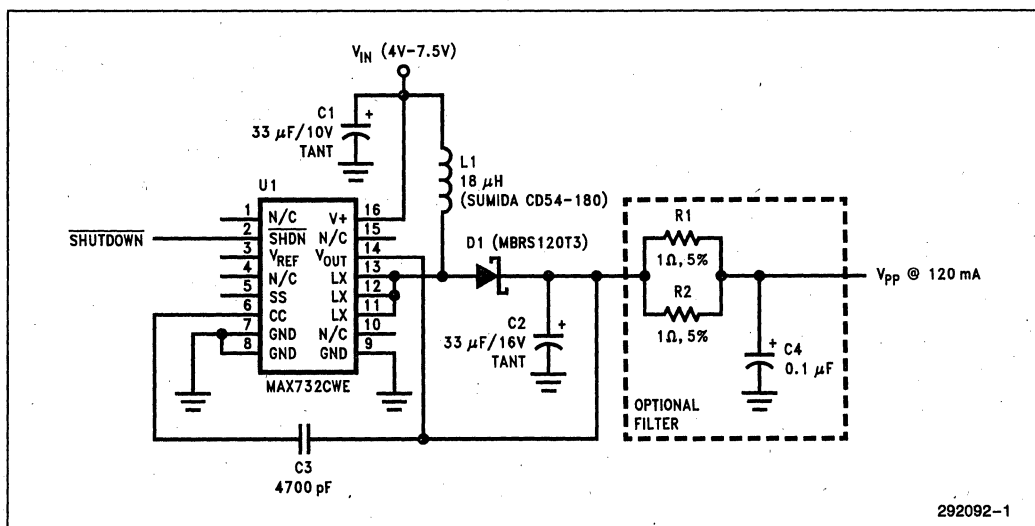 V_IN (4V-7.5V)
C1
+
33 µF/10V
TANT
L1
18 µH
(SUMIDA CD54-180)
U1
1 N/C V+ 16
SHUTDOWN 2 SHDN N/C 15
3 V_REF V_OUT 14
4 N/C LX 13
5 SS LX 12
6 CC LX 11
7 GND N/C 10
8 GND GND 9
MAX732CWE
D1 (MBRS120T3)
C2
+
33 µF/16V
TANT
R1
1Ω, 5%
R2
1Ω, 5%
V_PP @ 120 mA
+
C4
0.1 µF
OPTIONAL
FILTER
C3
4700 pF
292092-1